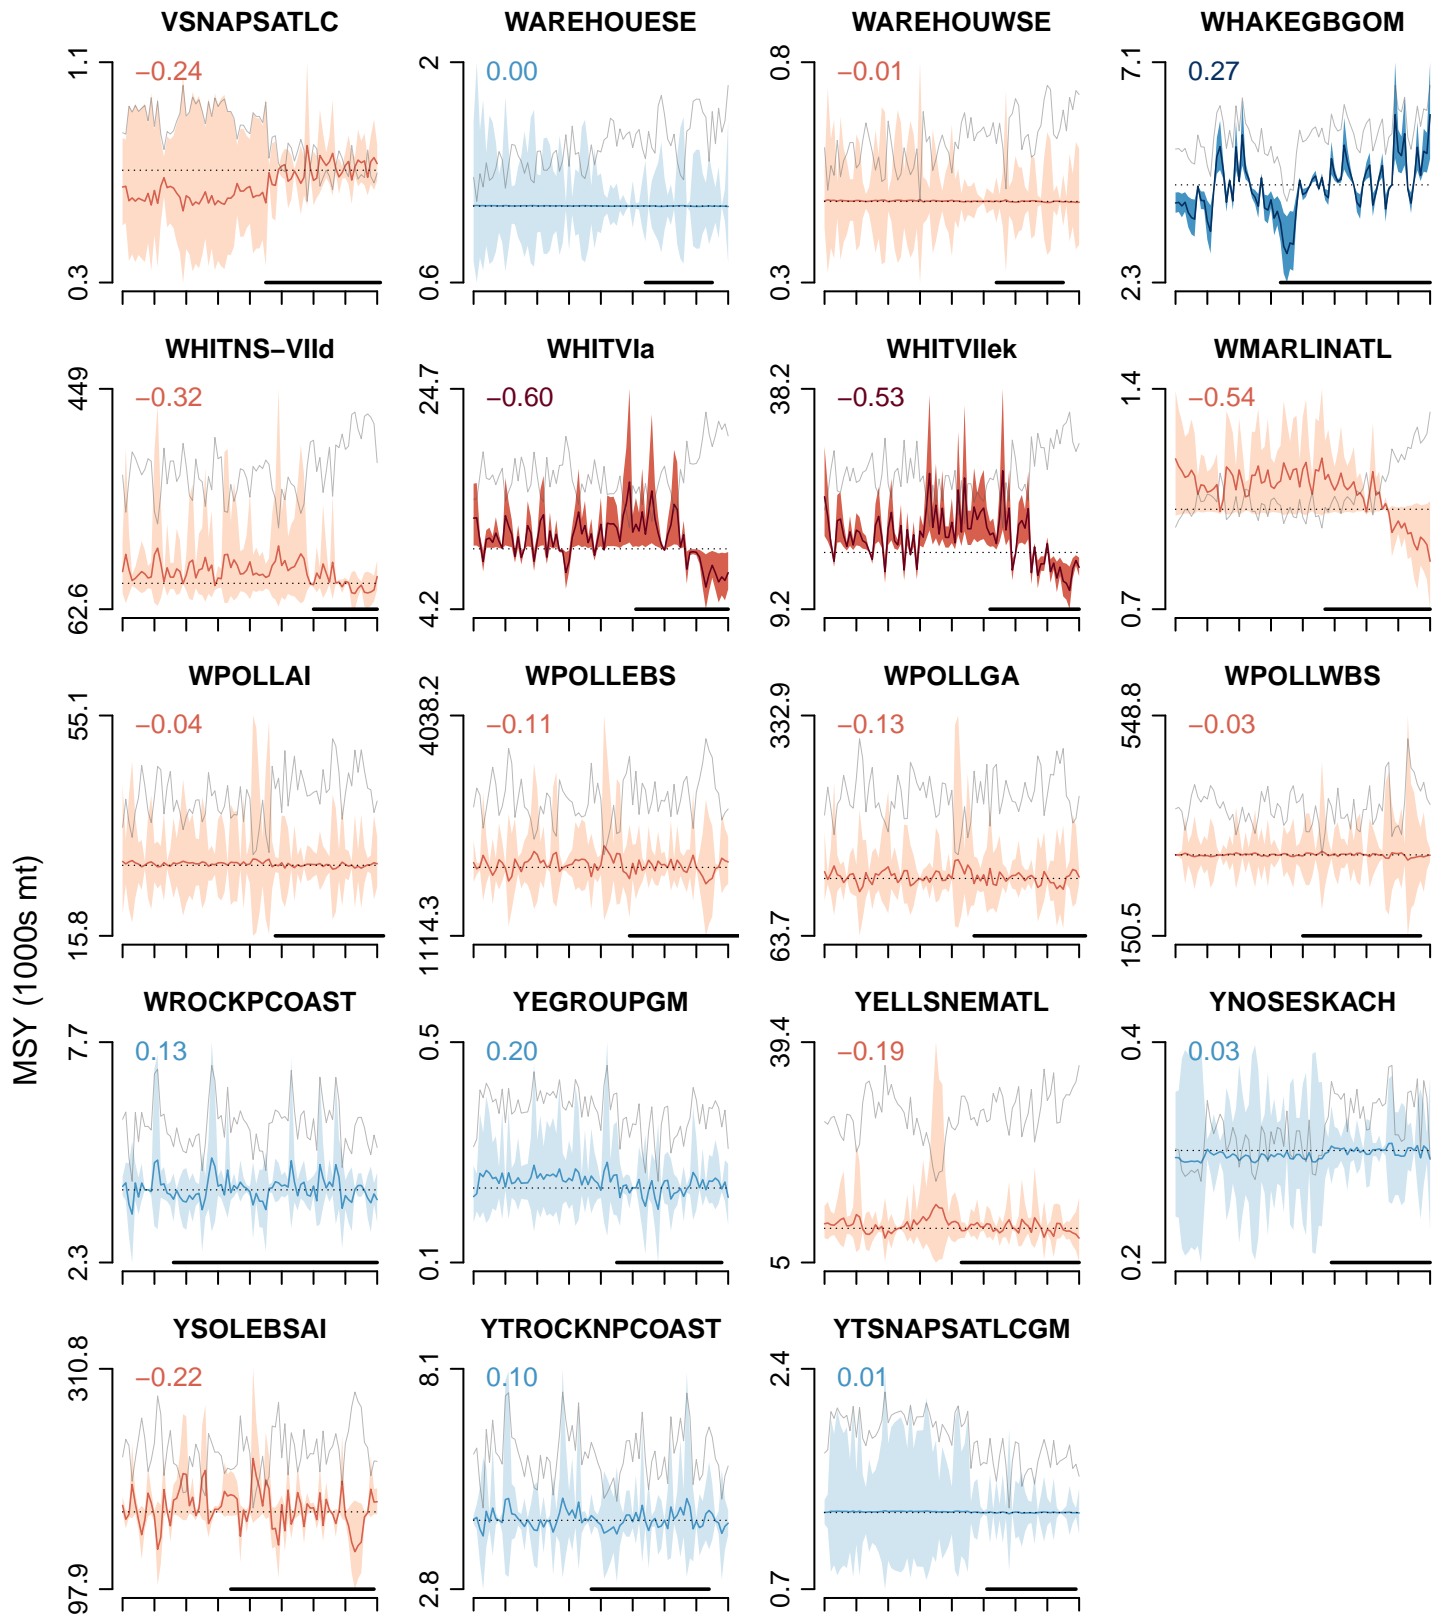 VSNAPSATLC
WAREHOUESE
WAREHOUWSE
WHAKEGBGOM
1.1
−0.24
0.3
2
0.00
0.6
0.8
−0.01
0.3
7.1
0.27
2.3
WHITNS−VIId
WHITVIa
WHITVIIek
WMARLINATL
449
−0.32
62.6
24.7
−0.60
4.2
38.2
−0.53
9.2
1.4
−0.54
0.7
WPOLLAI
WPOLLEBS
WPOLLGA
WPOLLWBS
55.1
−0.04
15.8
4038.2
−0.11
1114.3
332.9
−0.13
63.7
548.8
−0.03
150.5
MSY (1000s mt)
WROCKPCOAST
YEGROUPGM
YELLSNEMATL
YNOSESKACH
7.7
0.13
2.3
0.5
0.20
0.1
39.4
−0.19
5
0.4
0.03
0.2
YSOLEBSAI
YTROCKNPCOAST
YTSNAPSATLCGM
310.8
−0.22
97.9
8.1
0.10
2.8
2.4
0.01
0.7